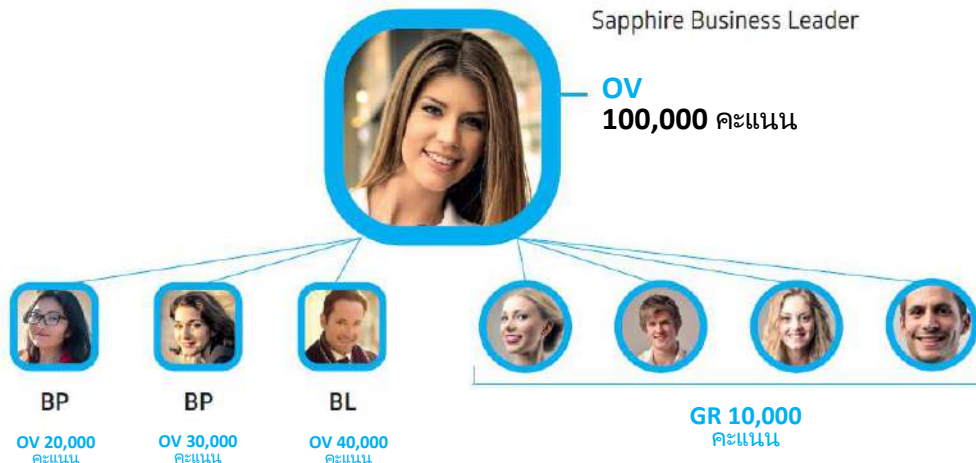 Sapphire Business Leader
OV
100,000 คะแนน
BP
BP
BL
OV 20,000
คะแนน
OV 30,000
คะแนน
OV 40,000
คะแนน
GR 10,000
คะแนน